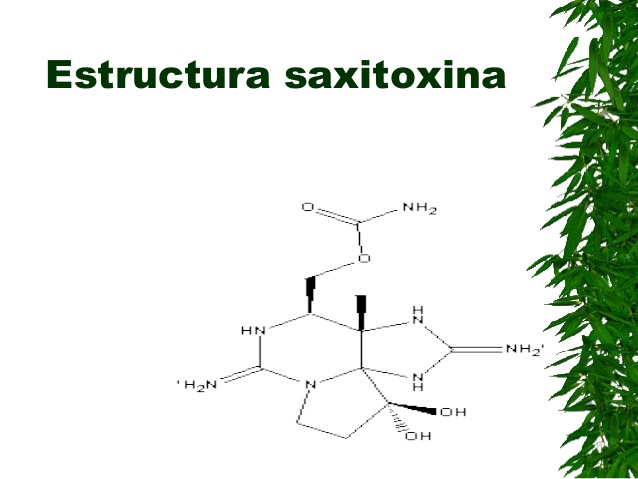 Estructura saxitoxina
O NH₂
O
H
HN N
NH₂'
'H₂N N N
H
OH
OH